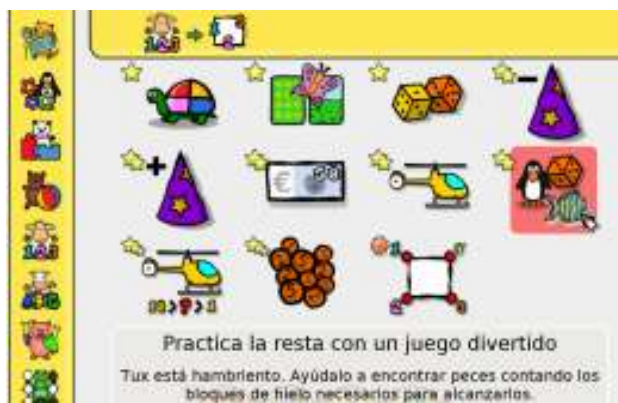 Practica la resta con un juego divertido
Tux está hambriento. Ayúdalo a encontrar peces contando los
bloques de hielo necesarios para alcanzarlos.